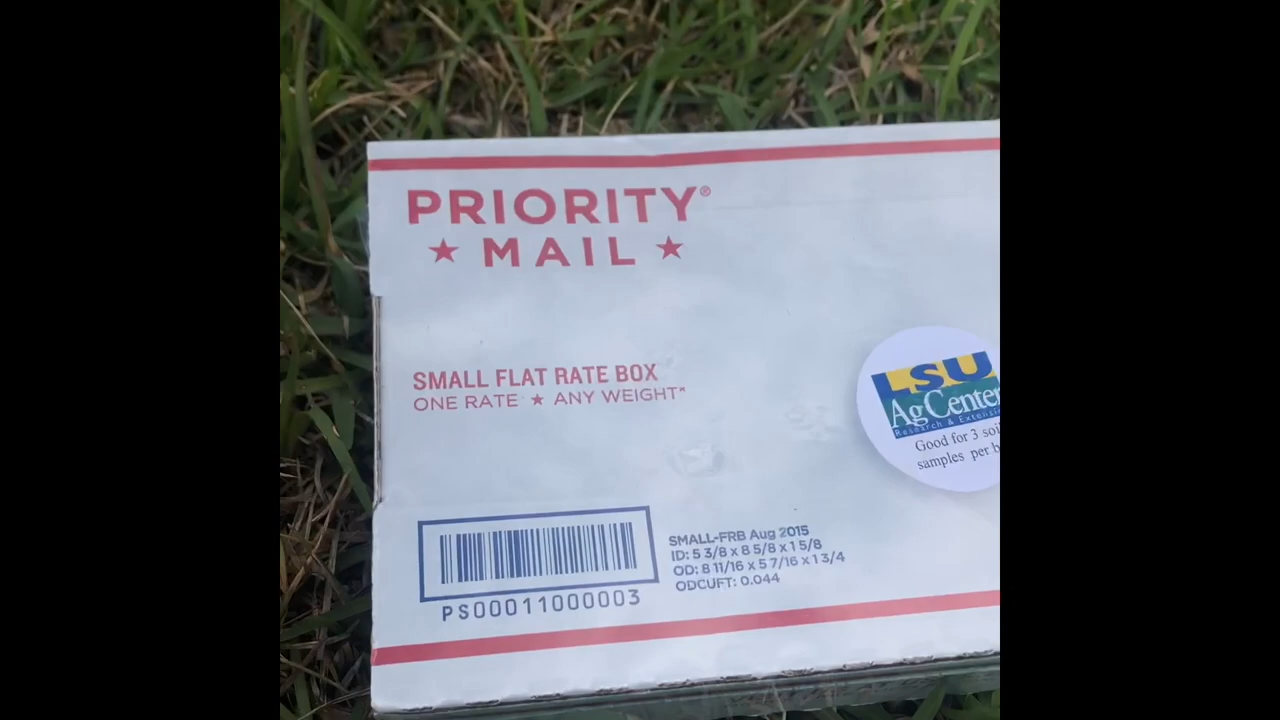 PRIORITY®
★ MAIL ★
SMALL FLAT RATE BOX
ONE RATE ★ ANY WEIGHT"
LSU
AgCenter
Research & Extensi
Good for 3 soi
samples per b
PS00011000003
SMALL-FRB Aug 2015
ID: 5 3/8 x 8 5/8 x 1 5/8
OD: 8 11/16 x 5 7/16 x 1 3/4
ODCUFT: 0.044